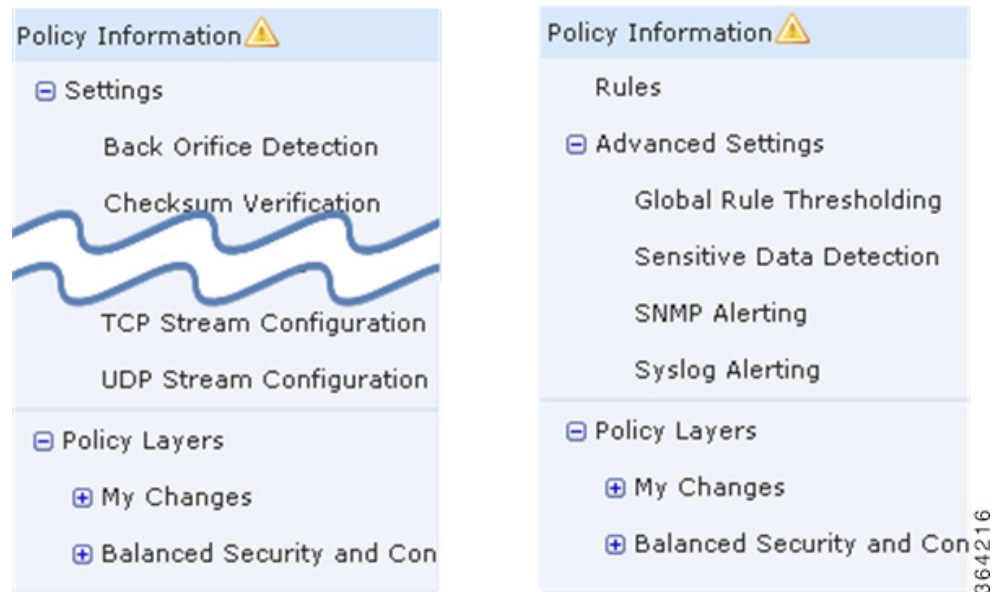 Policy Information
Settings
Back Orifice Detection
Checksum Verification
TCP Stream Configuration
UDP Stream Configuration
Policy Layers
My Changes
Balanced Security and Con
Policy Information
Rules
Advanced Settings
Global Rule Thresholding
Sensitive Data Detection
SNMP Alerting
Syslog Alerting
Policy Layers
My Changes
Balanced Security and Con
364216